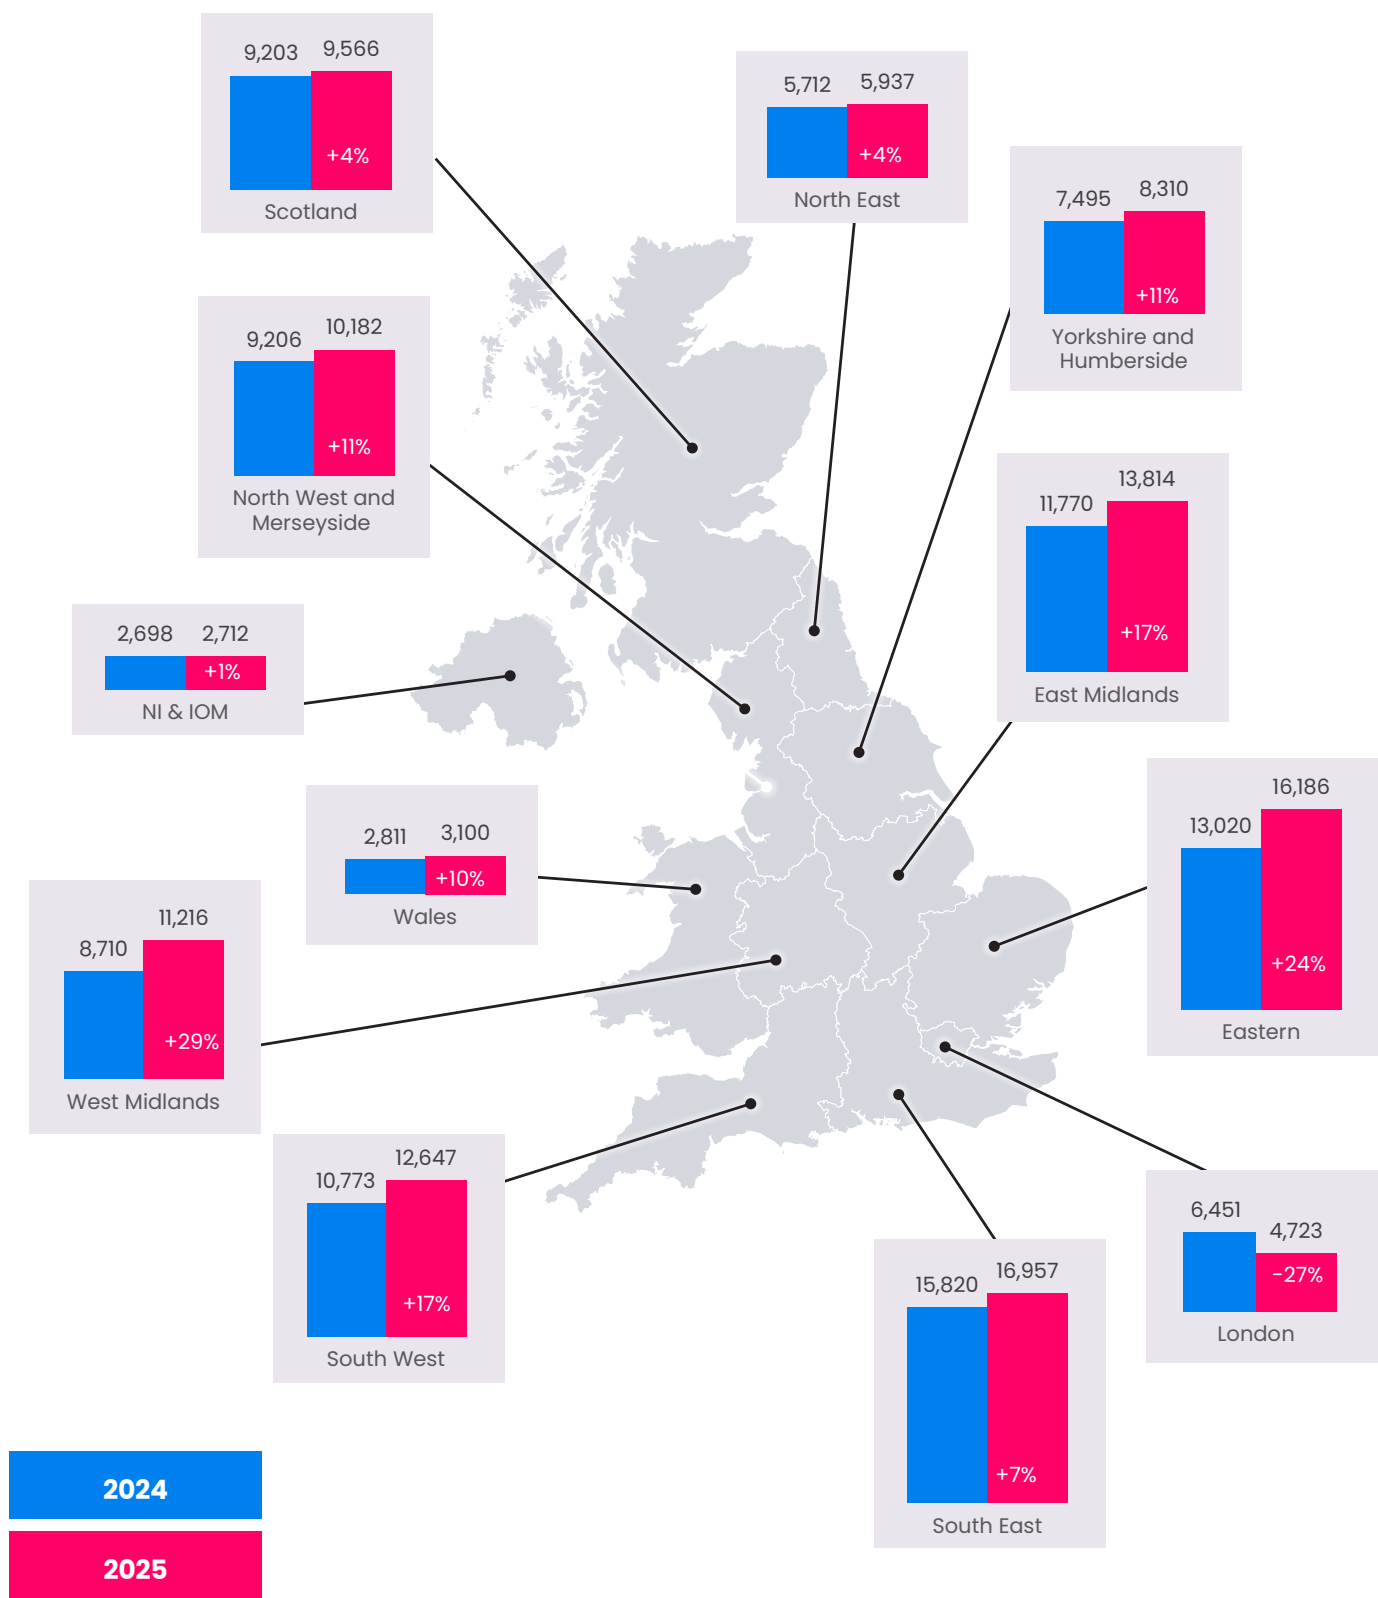 9,203 9,566
+4%
Scotland
5,712 5,937
+4%
North East
7,495 8,310
+11%
Yorkshire and
Humberside
9,206 10,182
+11%
North West and
Merseyside
11,770 13,814
+17%
East Midlands
2,698 2,712
+1%
NI & IOM
13,020 16,186
+24%
Eastern
2,811 3,100
+10%
Wales
8,710 11,216
+29%
West Midlands
10,773 12,647
+17%
South West
6,451 4,723
-27%
London
15,820 16,957
+7%
South East
2024
2025